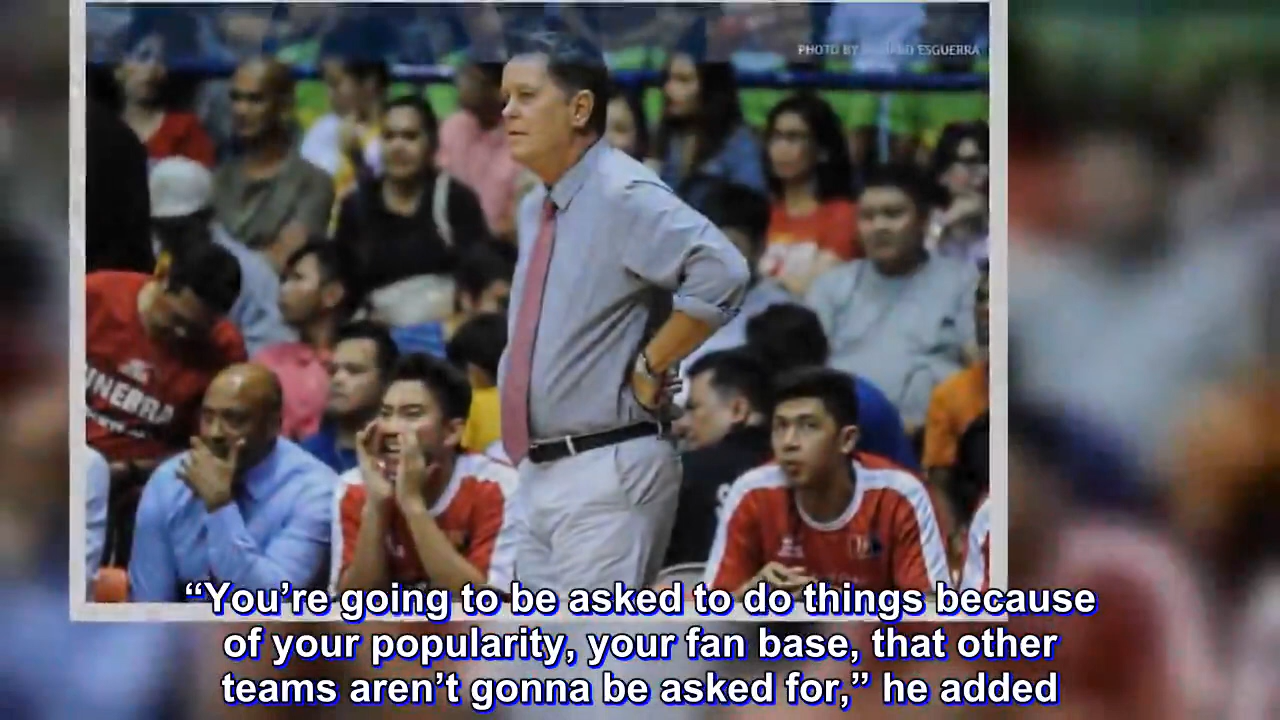 PHOTO BY ESGUERRA
“You’re going to be asked to do things because
of your popularity, your fan base, that other
teams aren’t gonna be asked for,” he added